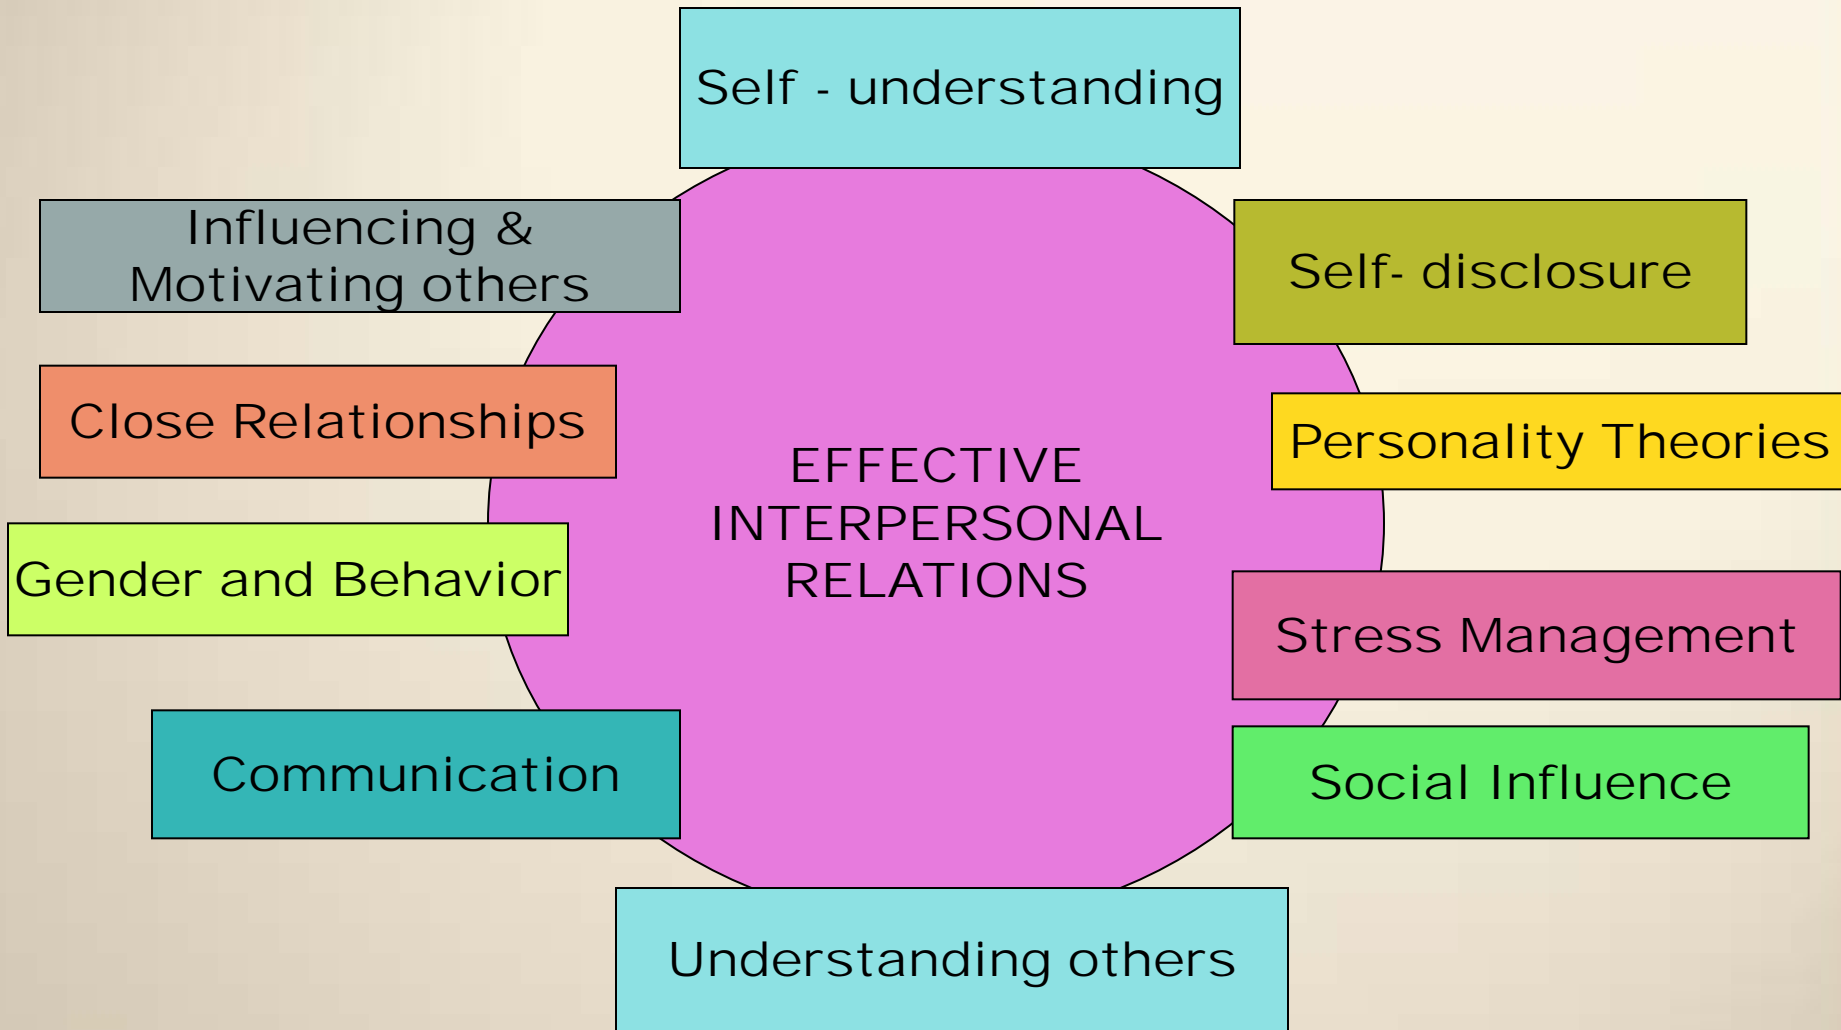 Self - understanding
Influencing &
Motivating others
Self- disclosure
Close Relationships
Personality Theories
EFFECTIVE
INTERPERSONAL
RELATIONS
Gender and Behavior
Stress Management
Communication
Social Influence
Understanding others